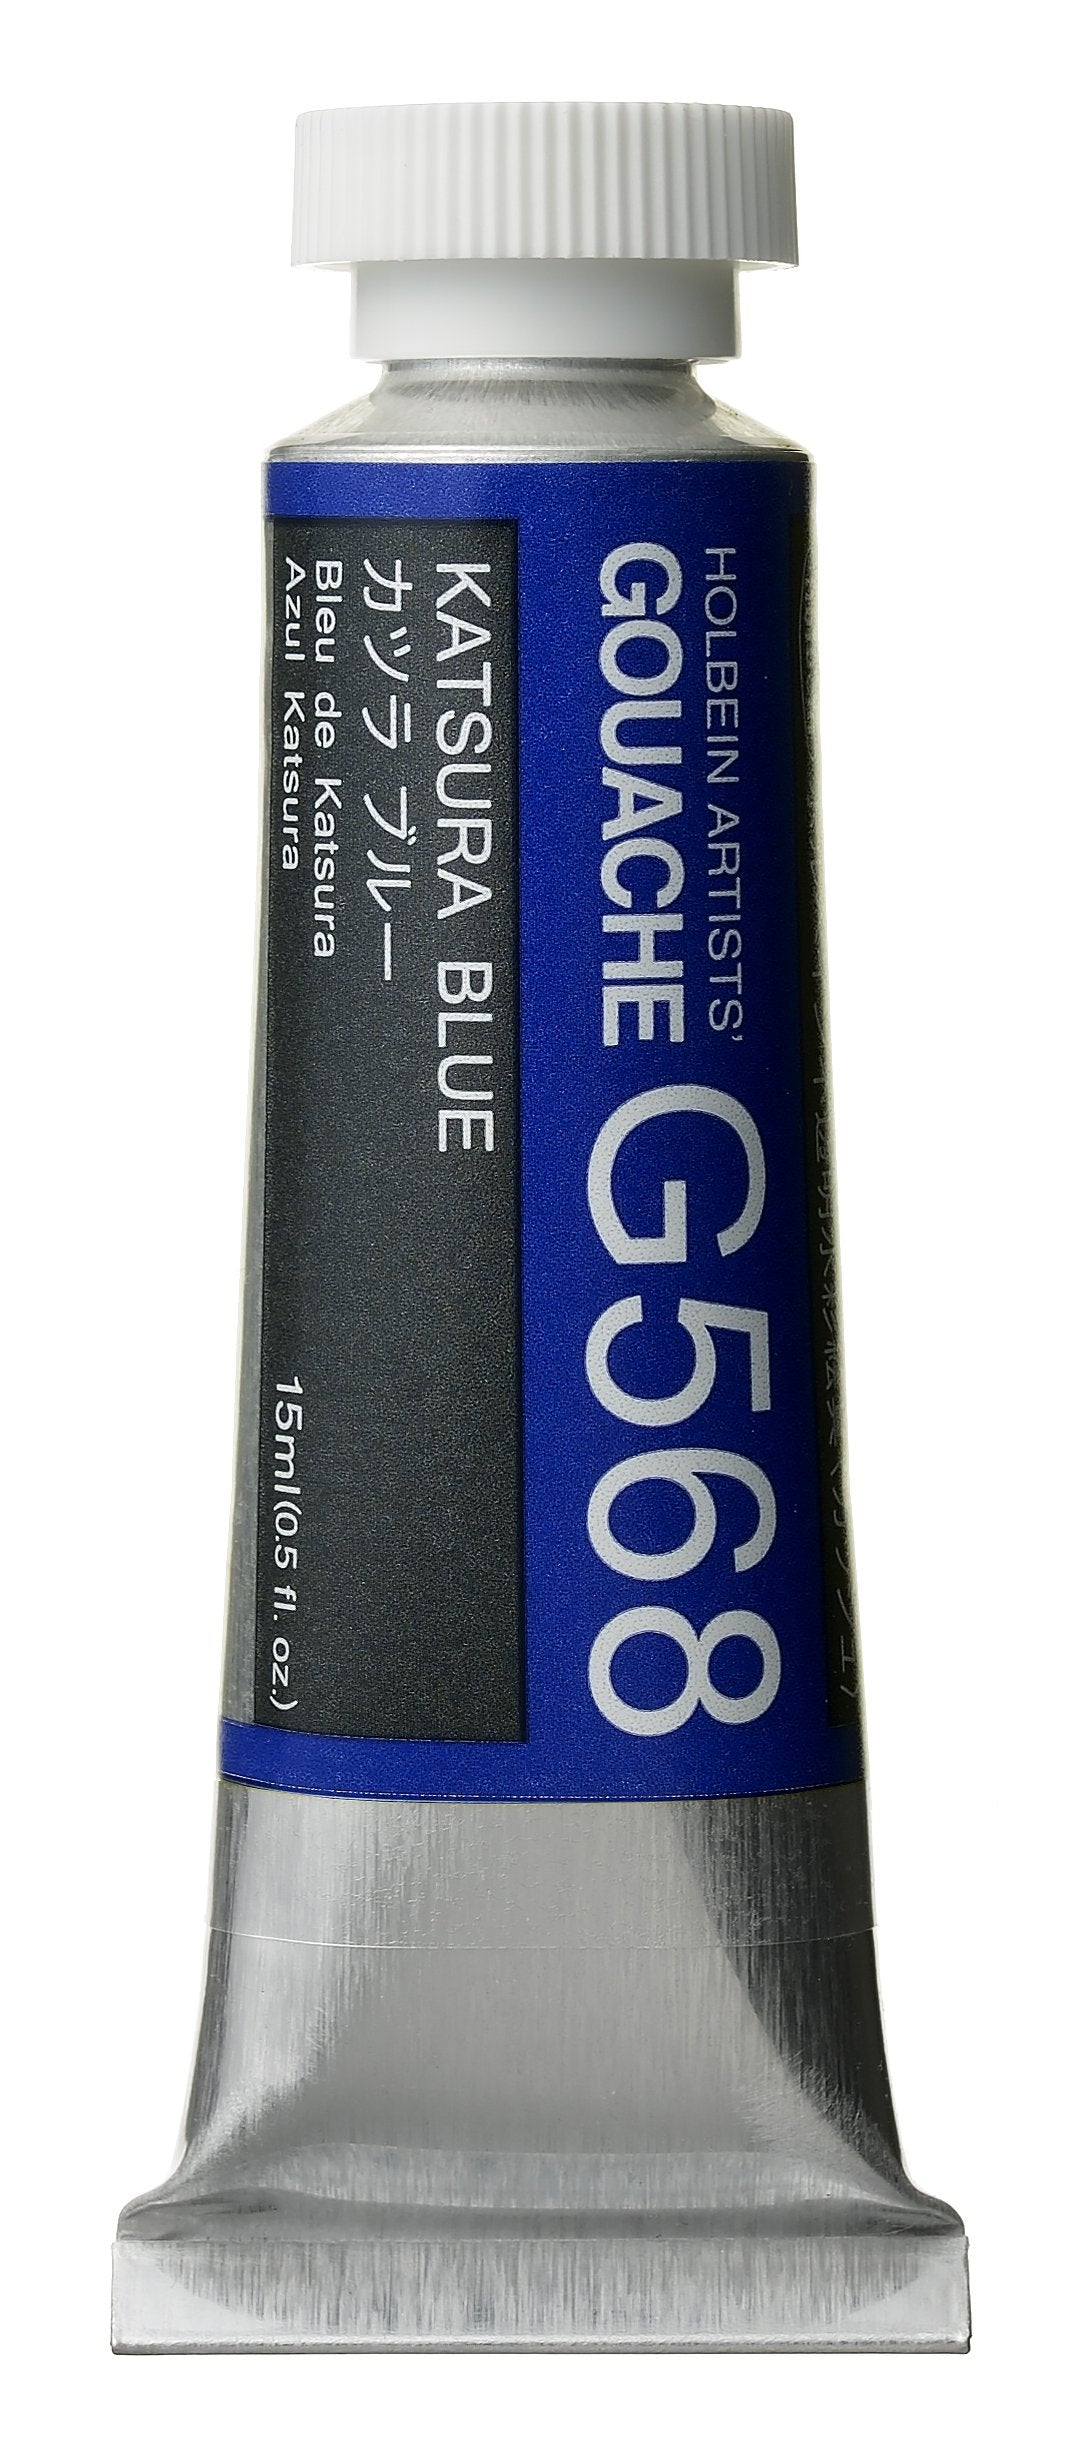 HOLBEIN ARTISTS'
GOUACHE G568
KATSURA BLUE
カツラ ブルー
Bleu de Katsura
Azul Katsura
15ml(0.5 fl. oz.)